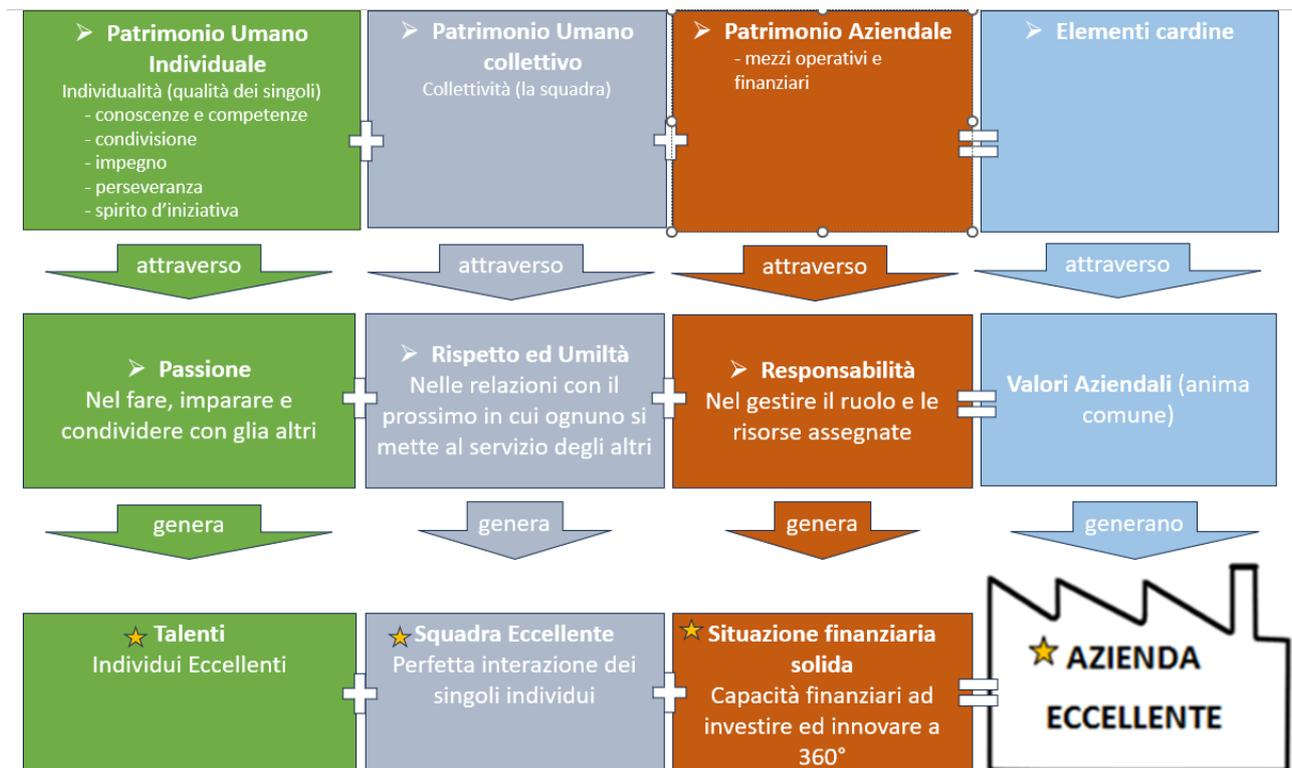 ➢ Patrimonio Umano
Individuale
Individualità (qualità dei singoli)
- conoscenze e competenze
- condivisione
- impegno
- perseveranza
- spirito d'iniziativa
➢ Patrimonio Umano
collettivo
Collettività (la squadra)
➢ Patrimonio Aziendale
- mezzi operativi e
finanziari
➢ Elementi cardine
attraverso
attraverso
attraverso
attraverso
➢ Passione
Nel fare, imparare e
condividere con glia altri
➢ Rispetto ed Umiltà
Nelle relazioni con il
prossimo in cui ognuno si
mette al servizio degli altri
➢ Responsabilità
Nel gestire il ruolo e le
risorse assegnate
Valori Aziendali (anima
comune)
genera
genera
genera
generano
Talenti
Individui Eccellenti
Squadra Eccellente
Perfetta interazione dei
singoli individui
Situazione finanziaria
solida
Capacità finanziari ad
investire ed innovare a
360°
AZIENDA
ECCELLENTE